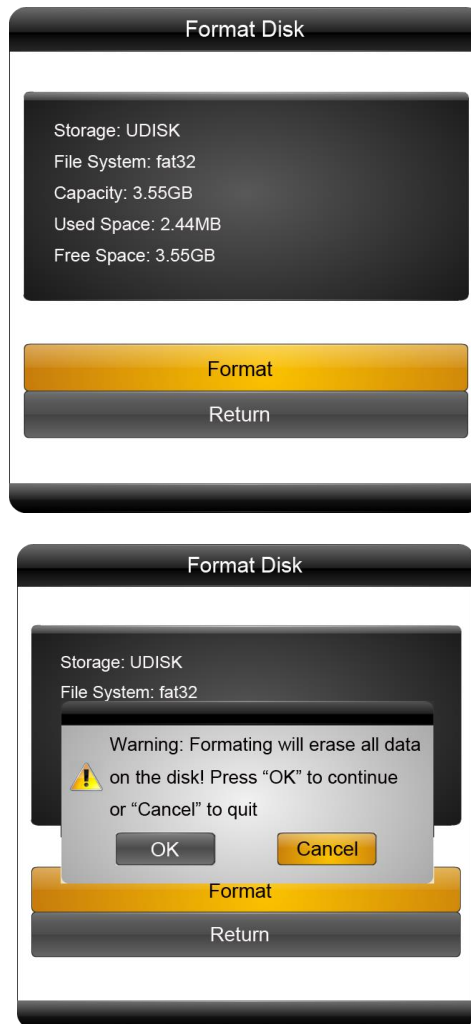 Format Disk
Storage: UDISK
File System: fat32
Capacity: 3.55GB
Used Space: 2.44MB
Free Space: 3.55GB
Format
Return
Format Disk
Storage: UDISK
File System: fat32
Warning: Formating will erase all data
on the disk! Press “OK” to continue
or “Cancel” to quit
OK Cancel
Format
Return